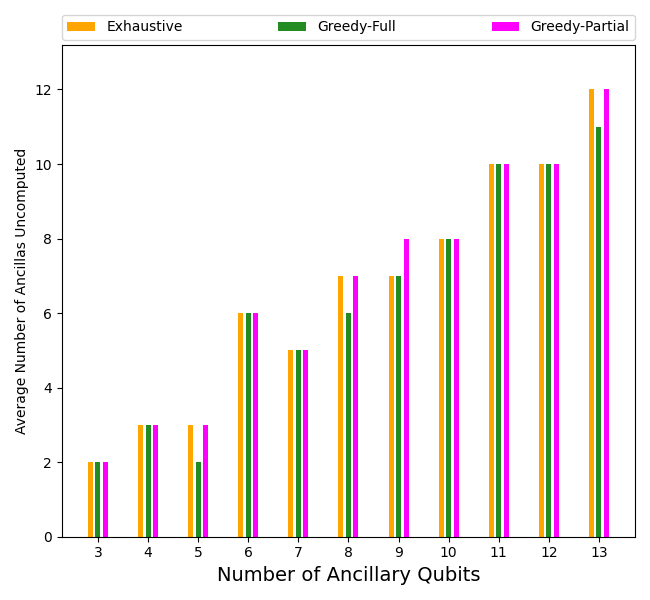 Exhaustive Greedy-Full Greedy-Partial
Average Number of Ancillas Uncomputed
12
10
8
6
4
2
0
3 4 5 6 7 8 9 10 11 12 13
Number of Ancillary Qubits